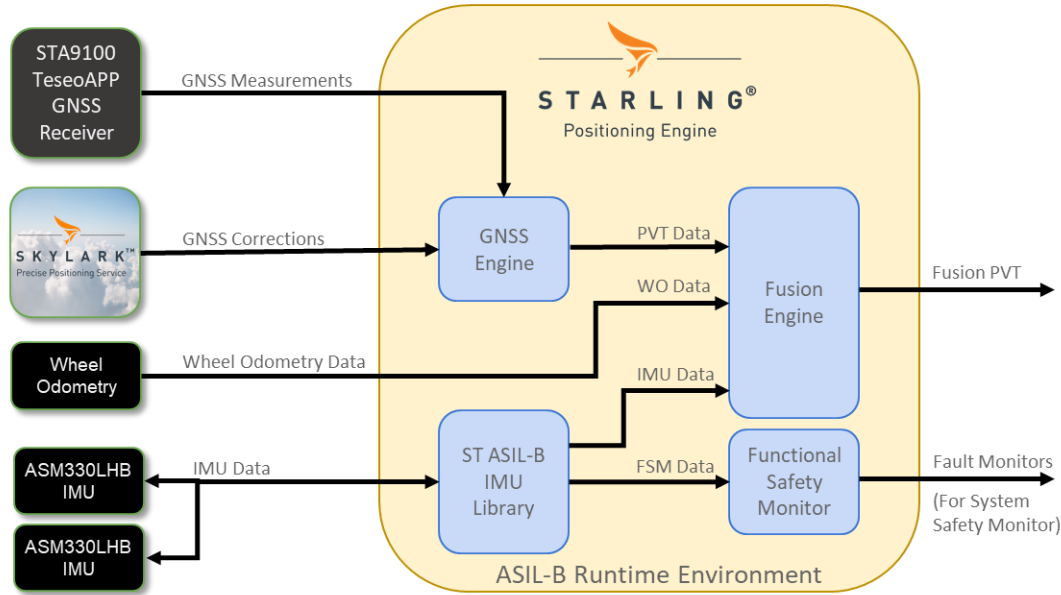 STA9100
TeseoAPP
GNSS
Receiver
GNSS Measurements
STARLING®
Positioning Engine
SKYLARK™
Precise Positioning Service
GNSS Corrections
GNSS
Engine
PVT Data
WO Data
Fusion
Engine
Fusion PVT
Wheel
Odometry
Wheel Odometry Data
IMU Data
ASM330LHB
IMU
IMU Data
ST ASIL-B
IMU
Library
FSM Data
Functional
Safety
Monitor
Fault Monitors
(For System
Safety Monitor)
ASM330LHB
IMU
ASIL-B Runtime Environment